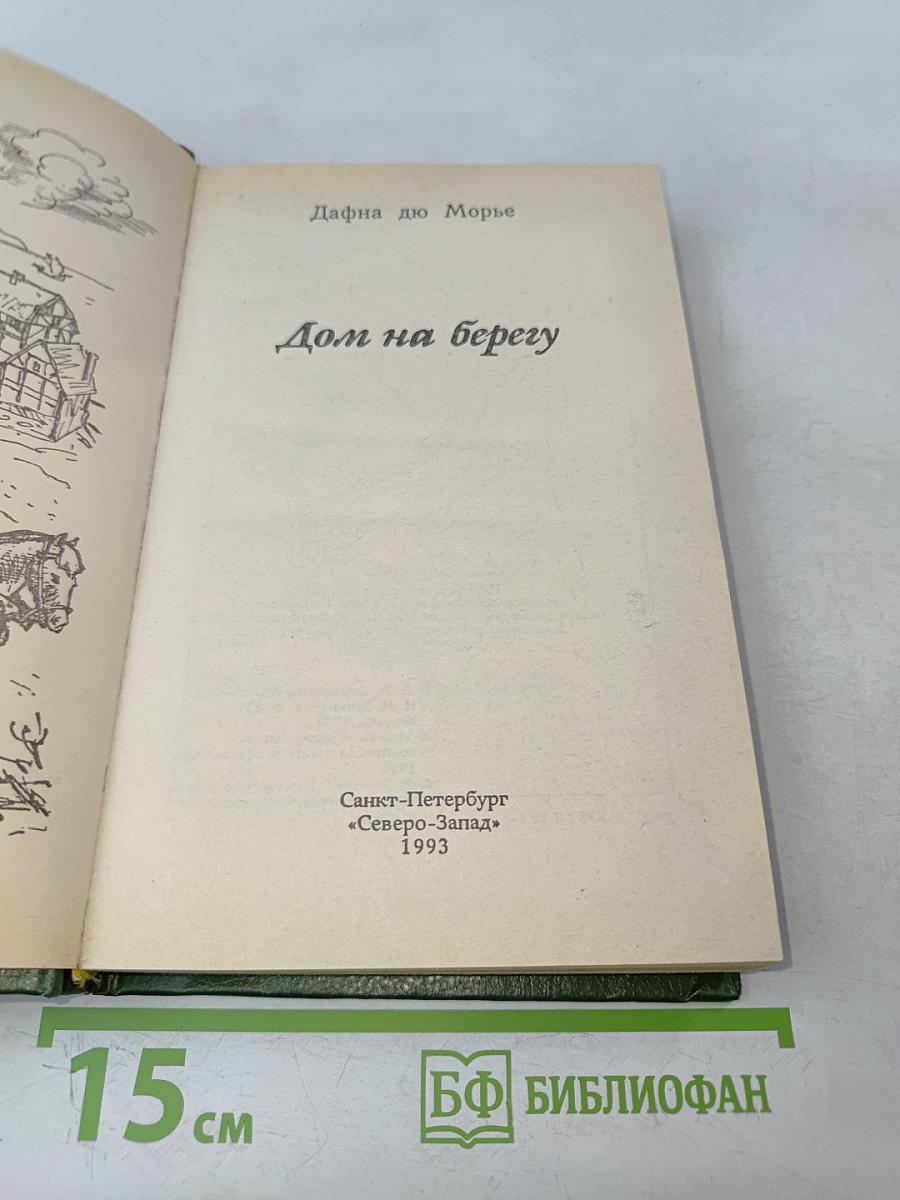 Дафна дю Морье
Дом на берегу
Санкт-Петербург
«Северо-Запад»
1993
15 см
БФ БИБЛИОФАН